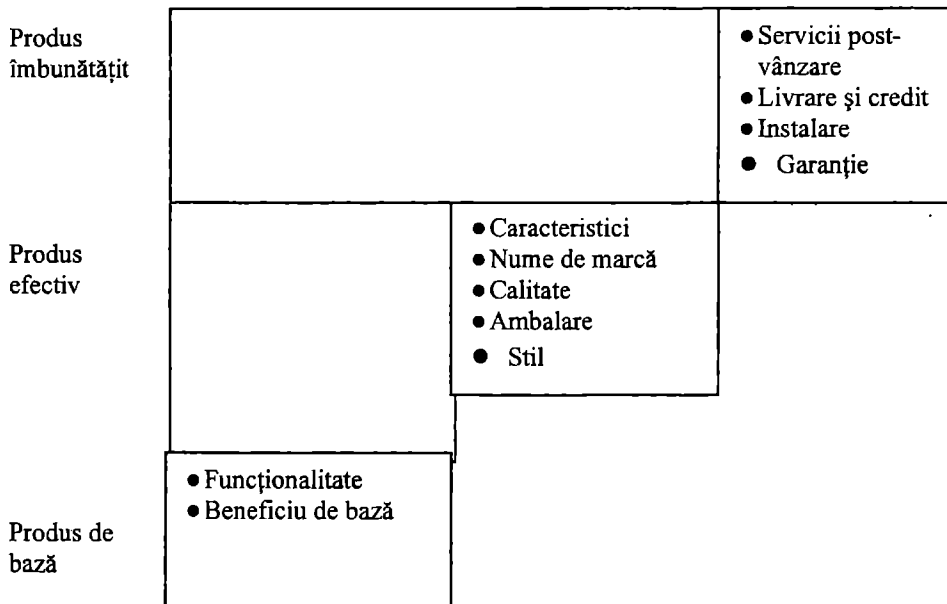 Produs
îmbunătățit
● Servicii post-
vânzare
● Livrare şi credit
● Instalare
● Garanție
Produs
efectiv
● Caracteristici
● Nume de marcă
● Calitate
● Ambalare
● Stil
● Funcționalitate
● Beneficiu de bază
Produs de
bază